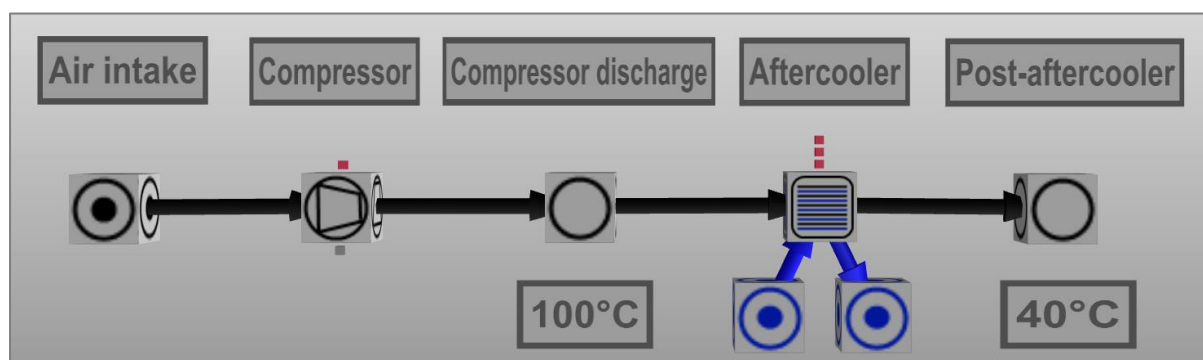 Air intake
Compressor
Compressor discharge
Aftercooler
Post-aftercooler
100°C
40°C